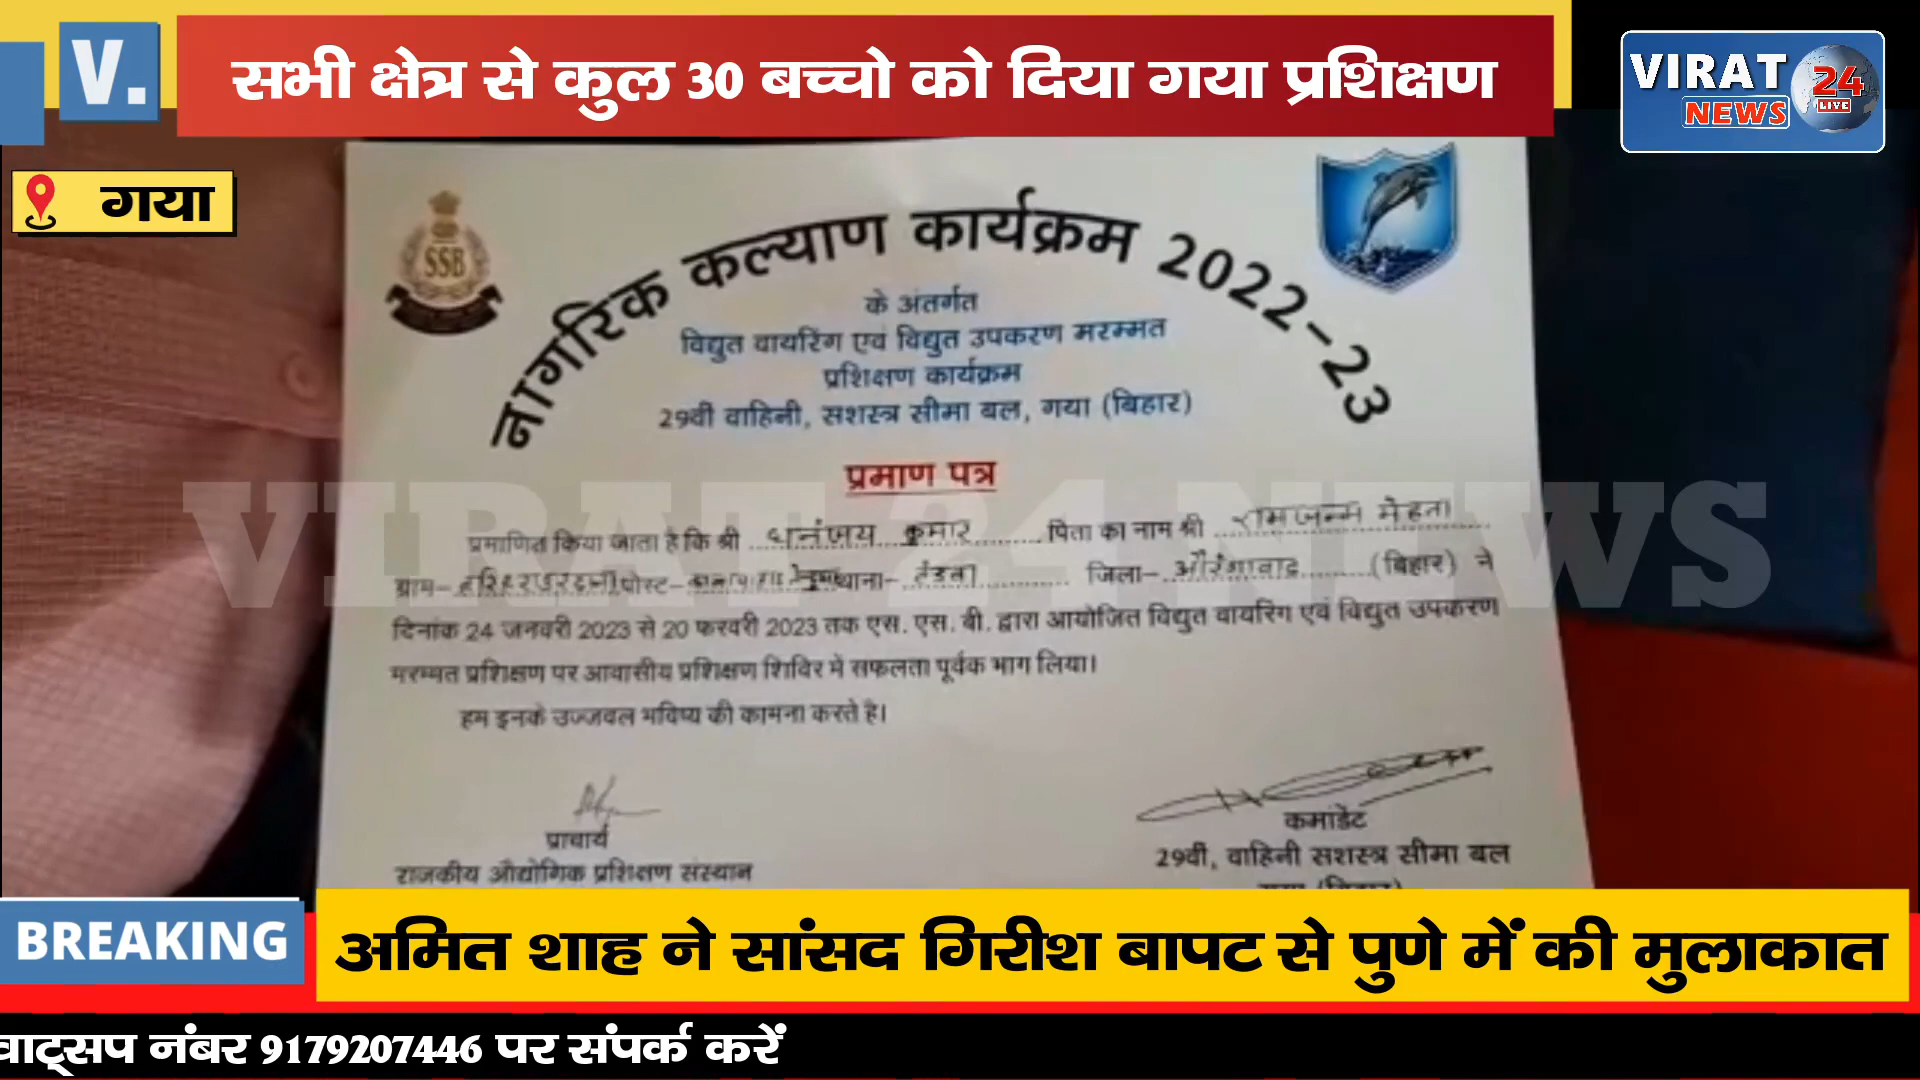 V.
सभी क्षेत्र से कुल 30 बच्चो को दिया गया प्रशिक्षण
VIRAT
NEWS
24
LIVE
गया
SSB
नागरिक कल्याण कार्यक्रम 2022-23
के अंतर्गत
विद्युत वायरिंग एवं विद्युत उपकरण मरम्मत
प्रशिक्षण कार्यक्रम
29वीं वाहिनी, सशस्त्र सीमा बल, गया (बिहार)
प्रमाण पत्र
प्रमाणित किया जाता है कि श्री धनंजय कुमार पिता का नाम श्री रामजन्म मेहता
ग्राम- पोस्ट- थाना- जिला- औरंगाबाद (बिहार) ने
दिनांक 24 जनवरी 2023 से 20 फरवरी 2023 तक एस. एस. बी. द्वारा आयोजित विद्युत वायरिंग एवं विद्युत उपकरण
मरम्मत प्रशिक्षण पर आवासीय प्रशिक्षण शिविर में सफलता पूर्वक भाग लिया।
हम इनके उज्जवल भविष्य की कामना करते है।
प्राचार्य
राजकीय औद्योगिक प्रशिक्षण संस्थान
कमांडेंट
29वीं, वाहिनी सशस्त्र सीमा बल
VIRAT 24 NEWS
BREAKING
अमित शाह ने सांसद गिरीश बापट से पुणे में की मुलाकात
वाट्सप नंबर 9179207446 पर संपर्क करें